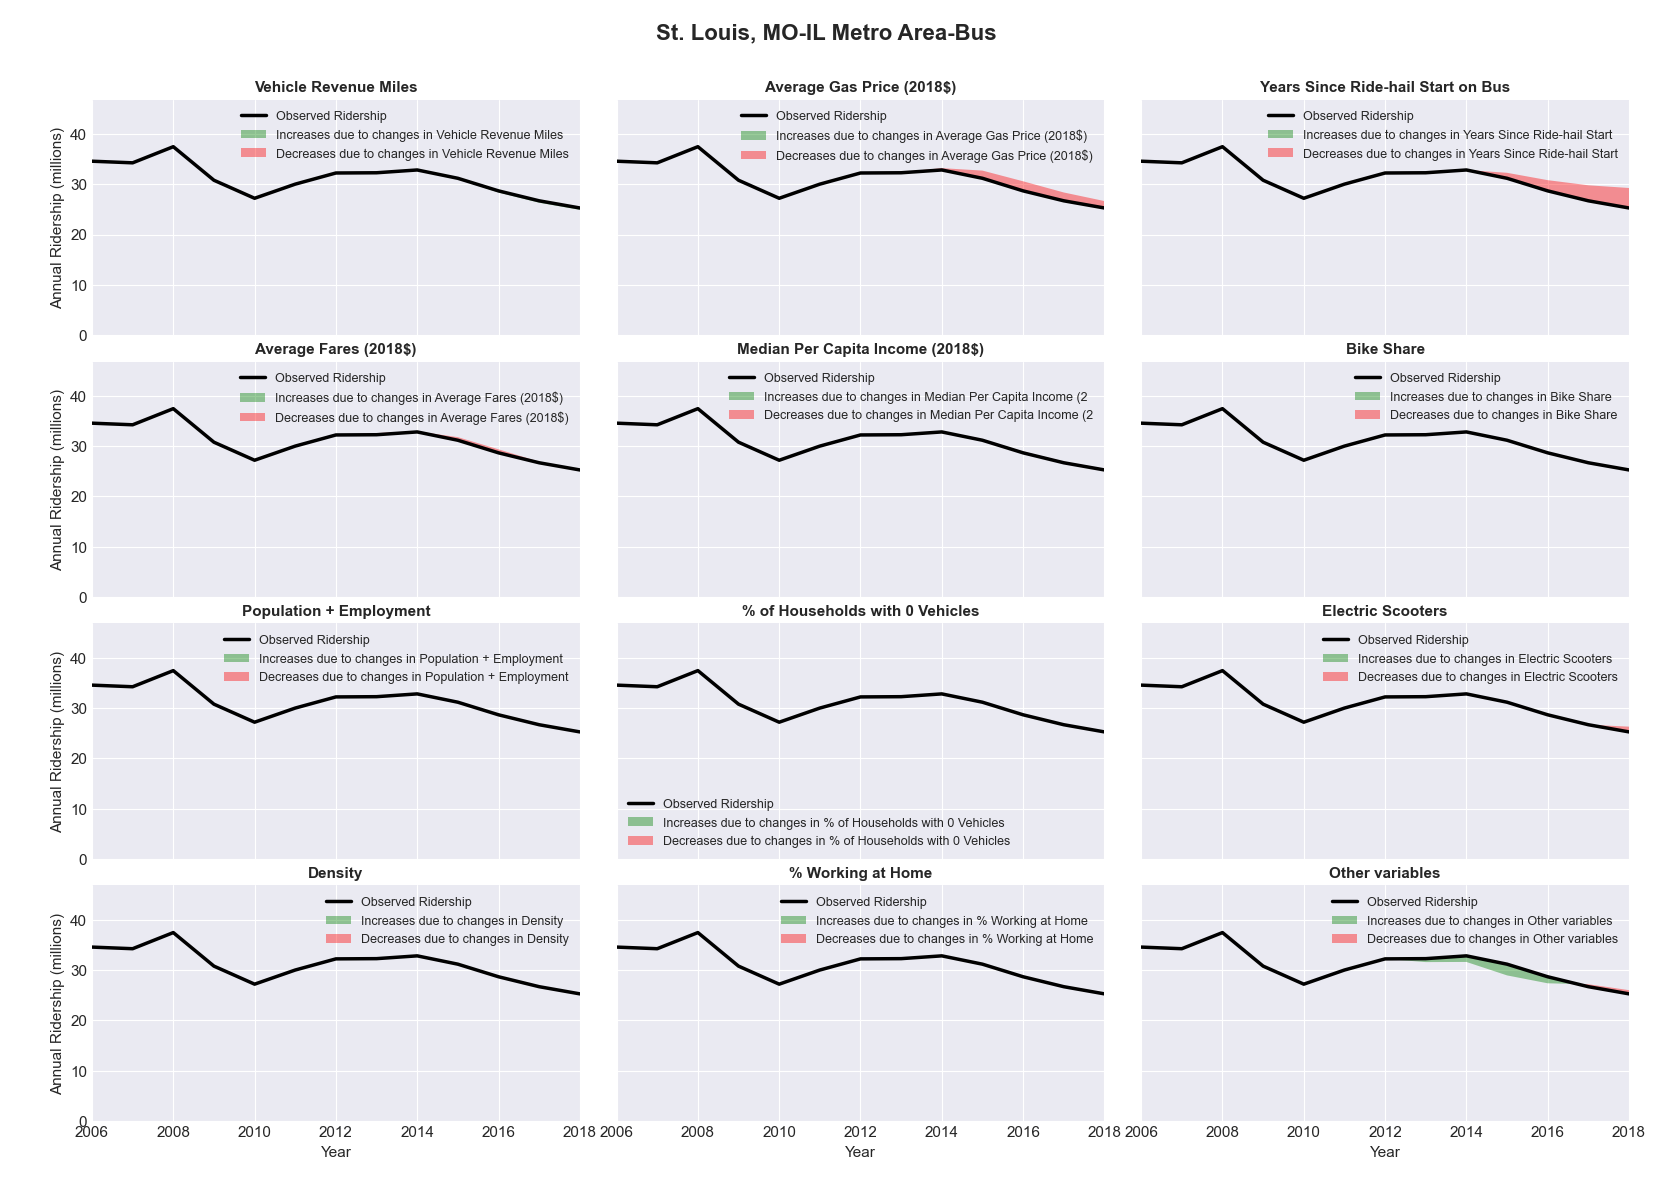 St. Louis, MO-IL Metro Area-Bus
Vehicle Revenue Miles
Observed Ridership
Increases due to changes in Vehicle Revenue Miles
Decreases due to changes in Vehicle Revenue Miles
Annual Ridership (millions)
40
30
20
10
0
Average Gas Price (2018$)
Observed Ridership
Increases due to changes in Average Gas Price (2018$)
Decreases due to changes in Average Gas Price (2018$)
Years Since Ride-hail Start on Bus
Observed Ridership
Increases due to changes in Years Since Ride-hail Start
Decreases due to changes in Years Since Ride-hail Start
Average Fares (2018$)
Observed Ridership
Increases due to changes in Average Fares (2018$)
Decreases due to changes in Average Fares (2018$)
Annual Ridership (millions)
40
30
20
10
0
Median Per Capita Income (2018$)
Observed Ridership
Increases due to changes in Median Per Capita Income (2
Decreases due to changes in Median Per Capita Income (2
Bike Share
Observed Ridership
Increases due to changes in Bike Share
Decreases due to changes in Bike Share
Population + Employment
Observed Ridership
Increases due to changes in Population + Employment
Decreases due to changes in Population + Employment
Annual Ridership (millions)
40
30
20
10
0
% of Households with 0 Vehicles
Observed Ridership
Increases due to changes in % of Households with 0 Vehicles
Decreases due to changes in % of Households with 0 Vehicles
Electric Scooters
Observed Ridership
Increases due to changes in Electric Scooters
Decreases due to changes in Electric Scooters
Density
Observed Ridership
Increases due to changes in Density
Decreases due to changes in Density
Annual Ridership (millions)
40
30
20
10
0
2006 2008 2010 2012 2014 2016 2018
Year
% Working at Home
Observed Ridership
Increases due to changes in % Working at Home
Decreases due to changes in % Working at Home
2006 2008 2010 2012 2014 2016 2018
Year
Other variables
Observed Ridership
Increases due to changes in Other variables
Decreases due to changes in Other variables
2006 2008 2010 2012 2014 2016 2018
Year